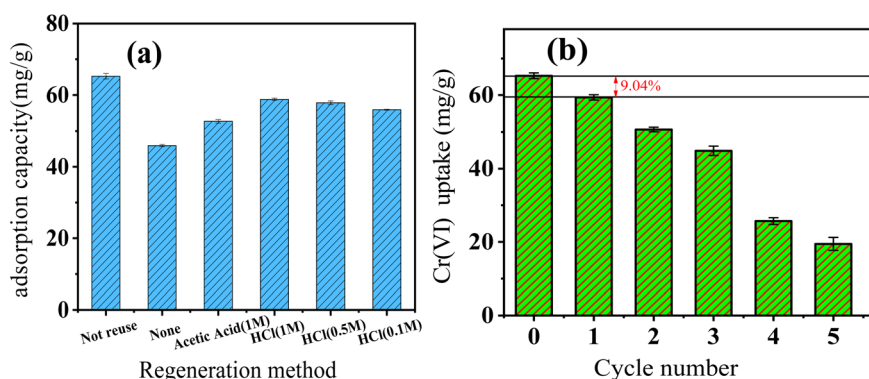 (a)
adsorption capacity(mg/g)
80
60
40
20
0
Not reuse
None
Acetic Acid(1M)
HCl(1M)
HCl(0.5M)
HCl(0.1M)
Regeneration method
(b)
Cr(VI) uptake (mg/g)
60
40
20
0
9.04%
0 1 2 3 4 5
Cycle number